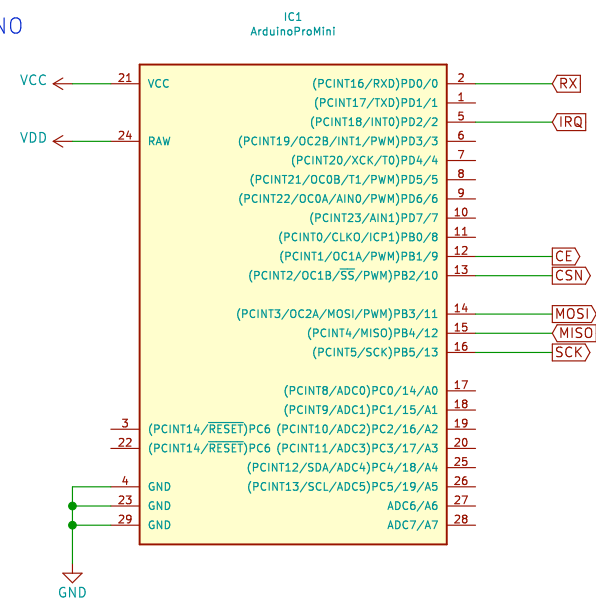 NO
IC1
ArduinoProMini
VCC 21 VCC (PCINT16/RXD)PD0/0 2 RX
(PCINT17/TXD)PD1/1 1
(PCINT18/INT0)PD2/2 5 IRQ
VDD 24 RAW (PCINT19/OC2B/INT1/PWM)PD3/3 6
(PCINT20/XCK/T0)PD4/4 7
(PCINT21/OC0B/T1/PWM)PD5/5 8
(PCINT22/OC0A/AIN0/PWM)PD6/6 9
(PCINT23/AIN1)PD7/7 10
(PCINT0/CLKO/ICP1)PB0/8 11
(PCINT1/OC1A/PWM)PB1/9 12 CE
(PCINT2/OC1B/SS/PWM)PB2/10 13 CSN
(PCINT3/OC2A/MOSI/PWM)PB3/11 14 MOSI
(PCINT4/MISO)PB4/12 15 MISO
(PCINT5/SCK)PB5/13 16 SCK
(PCINT8/ADC0)PC0/14/A0 17
(PCINT9/ADC1)PC1/15/A1 18
3 (PCINT14/RESET)PC6 (PCINT10/ADC2)PC2/16/A2 19
22 (PCINT14/RESET)PC6 (PCINT11/ADC3)PC3/17/A3 20
(PCINT12/SDA/ADC4)PC4/18/A4 25
4 GND (PCINT13/SCL/ADC5)PC5/19/A5 26
23 GND ADC6/A6 27
29 GND ADC7/A7 28
GND